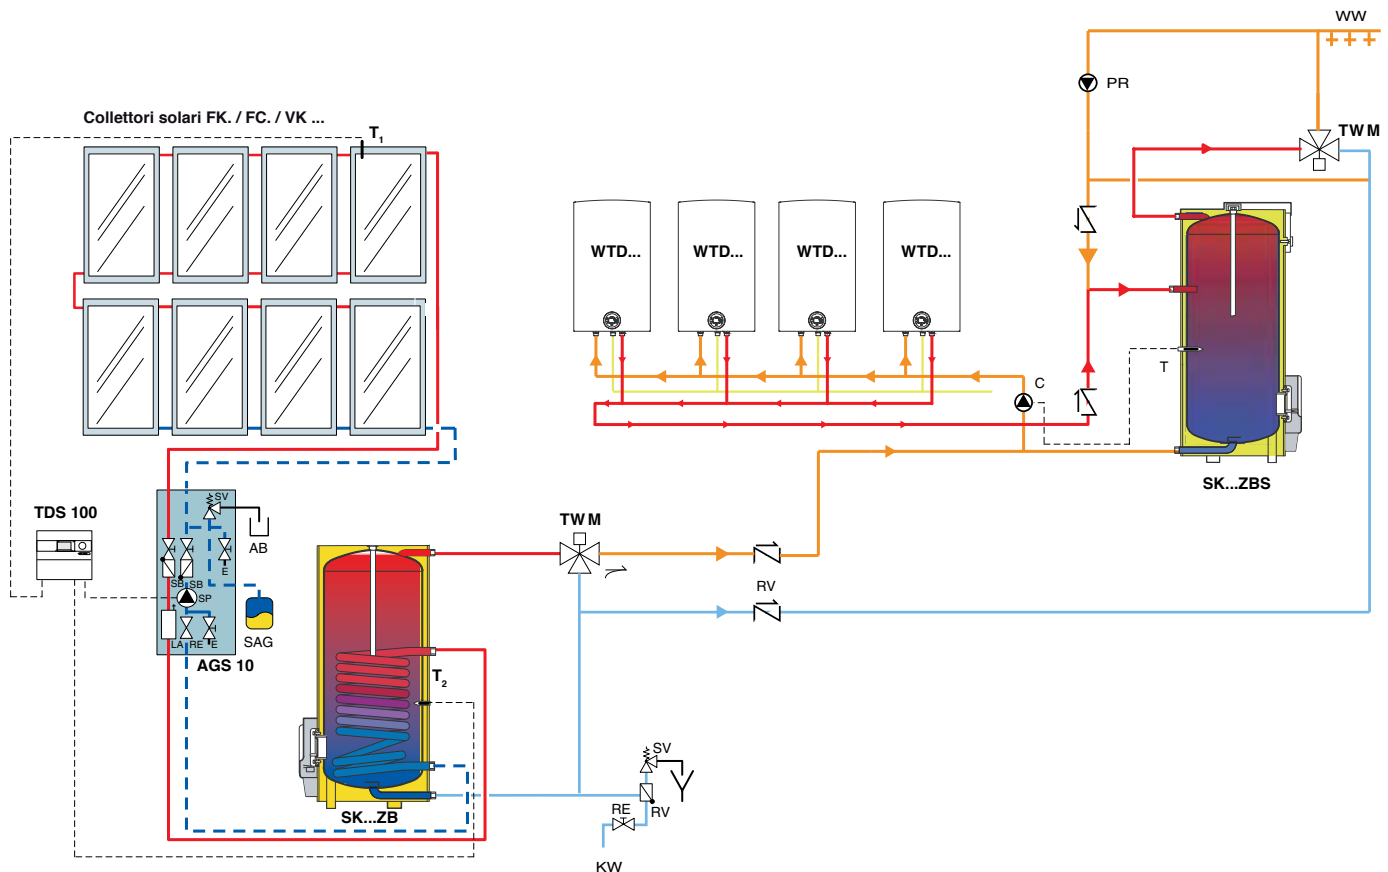 WW
PR
Collettori solari FK. / FC. / VK ...
T1
TWM
WTD...
WTD...
WTD...
WTD...
C
T
SK...ZBS
TDS 100
SV
AB
E
SB
SB
SP
SAG
LA
RE
E
AGS 10
TWM
RV
T2
SK...ZB
SV
RE
RV
KW